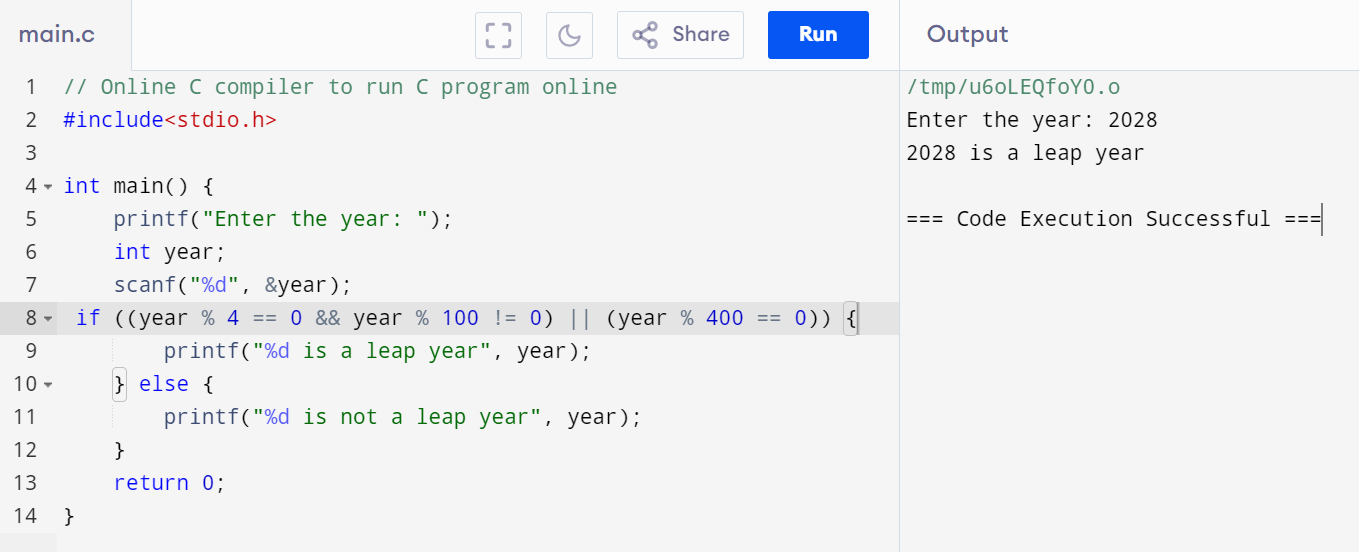 main.c
Share
Run
Output
1 // Online C compiler to run C program online
2 #include<stdio.h>
3
4 int main() {
5     printf("Enter the year: ");
6     int year;
7     scanf("%d", &year);
8  if ((year % 4 == 0 && year % 100 != 0) || (year % 400 == 0)) {
9         printf("%d is a leap year", year);
10     } else {
11         printf("%d is not a leap year", year);
12     }
13     return 0;
14 }
/tmp/u6oLEQfoYO.o
Enter the year: 2028
2028 is a leap year
=== Code Execution Successful ===